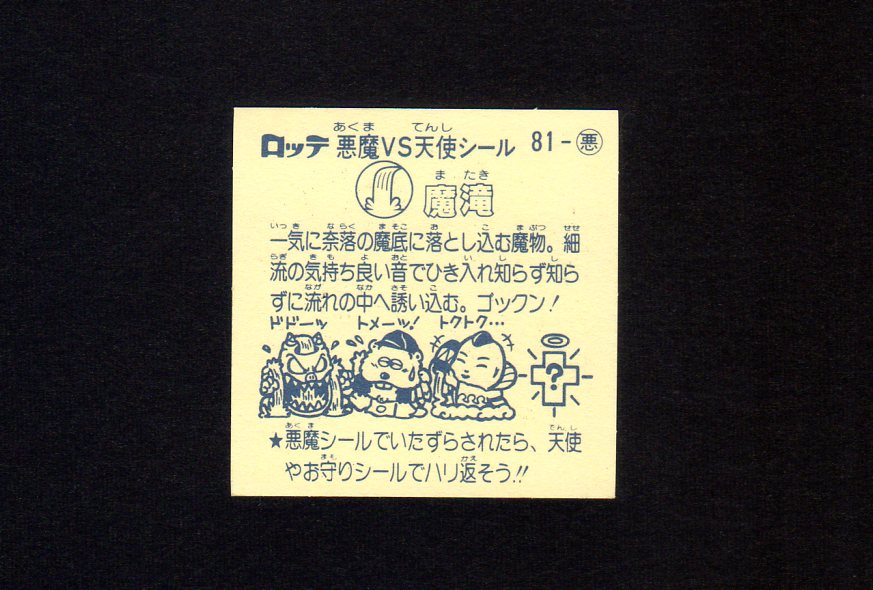 ロッテ 悪魔VS天使シール 81-悪
魔滝
一気に奈落の魔底に落とし込む魔物。細
流の気持ち良い音でひき入れ知らず知ら
ずに流れの中へ誘い込む。ゴックン!
ドドーッ トメーッ! トクトク…
?
★悪魔シールでいたずらされたら、天使
やお守りシールでハリ返そう!!